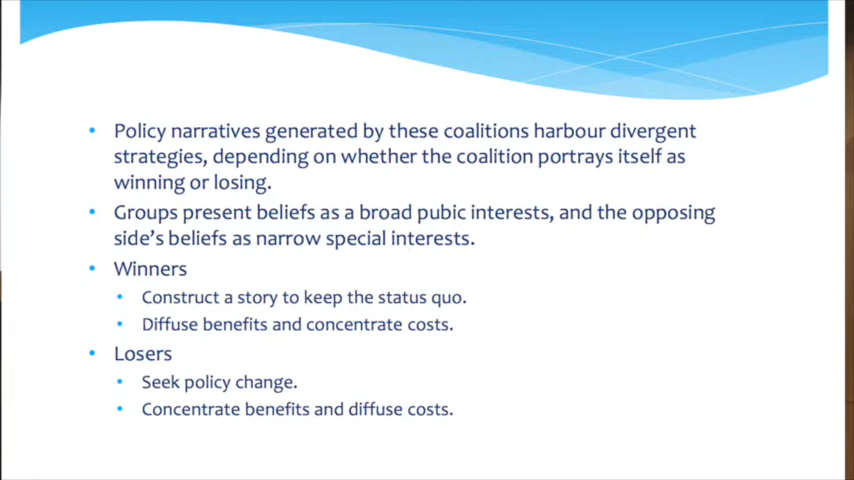 Policy narratives generated by these coalitions harbour divergent
strategies, depending on whether the coalition portrays itself as
winning or losing.
Groups present beliefs as a broad pubic interests, and the opposing
side's beliefs as narrow special interests.
Winners
Construct a story to keep the status quo.
Diffuse benefits and concentrate costs.
Losers
Seek policy change.
Concentrate benefits and diffuse costs.